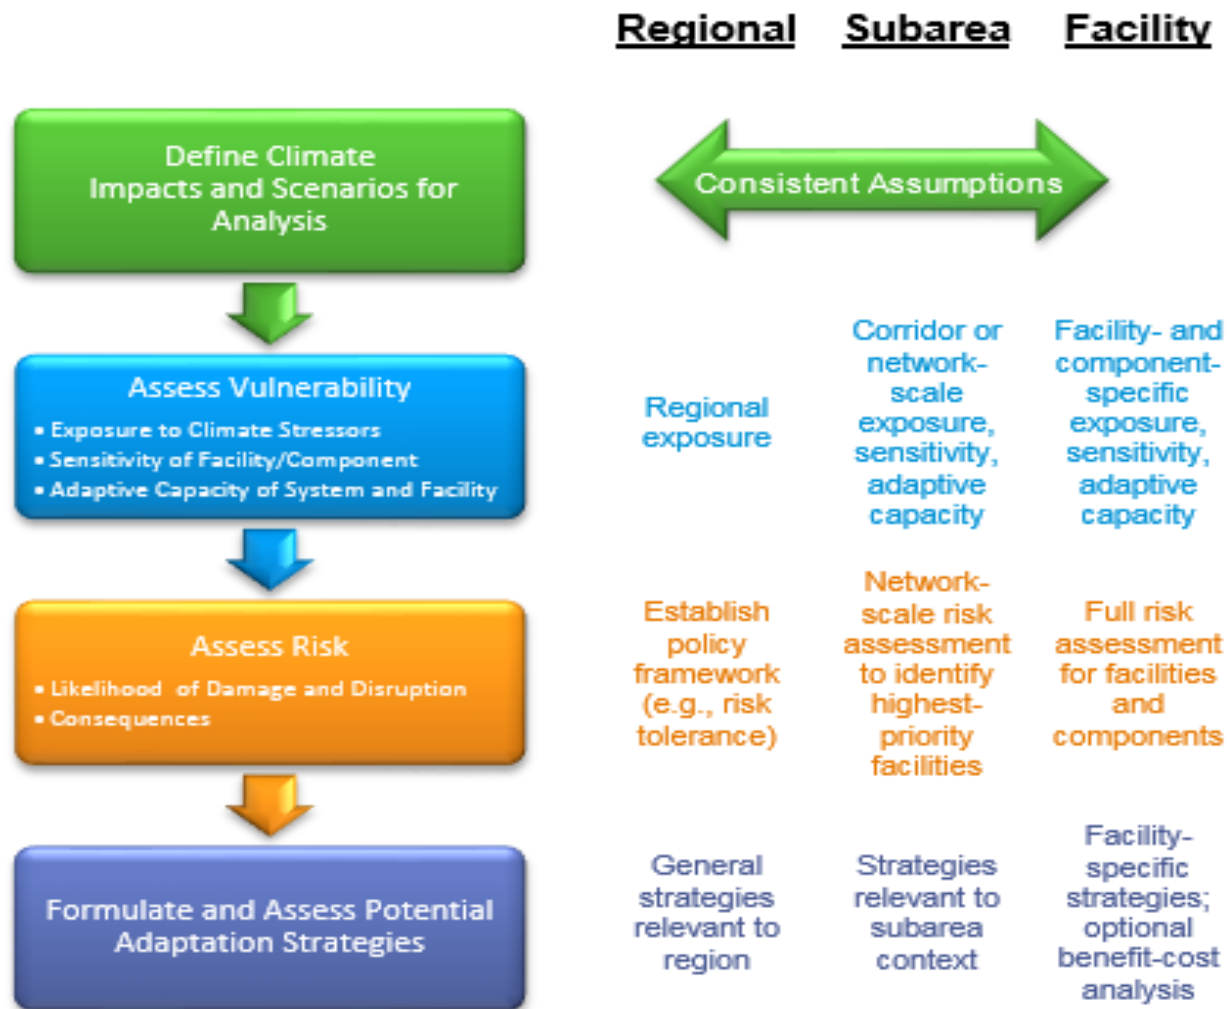 Regional Subarea Facility
Define Climate
Impacts and Scenarios for
Analysis
Consistent Assumptions
Assess Vulnerability
• Exposure to Climate Stressors
• Sensitivity of Facility/Component
• Adaptive Capacity of System and Facility
Regional
exposure
Corridor or
network-
scale
exposure,
sensitivity,
adaptive
capacity
Facility- and
component-
specific
exposure,
sensitivity,
adaptive
capacity
Assess Risk
• Likelihood of Damage and Disruption
• Consequences
Establish
policy
framework
(e.g., risk
tolerance)
Network-
scale risk
assessment
to identify
highest-
priority
facilities
Full risk
assessment
for facilities
and
components
Formulate and Assess Potential
Adaptation Strategies
General
strategies
relevant to
region
Strategies
relevant to
subarea
context
Facility-
specific
strategies;
optional
benefit-cost
analysis